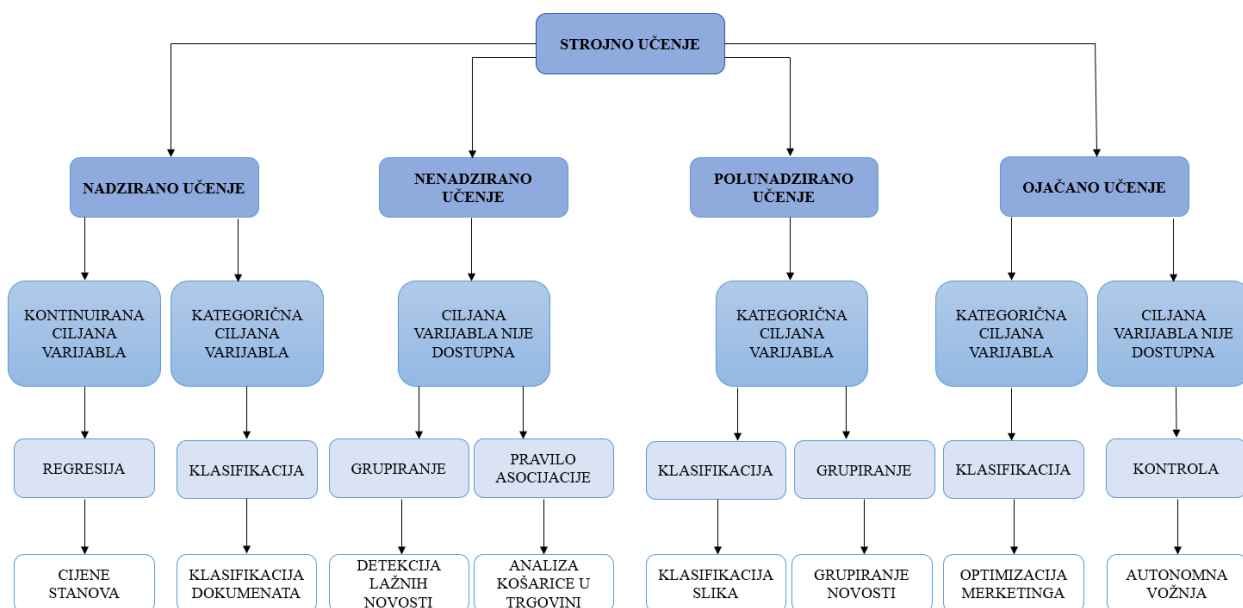 STROJNO UČENJE
NADZIRANO UČENJE
NENADZIRANO
UČENJE
POLUNADZIRANO
UČENJE
OJAČANO UČENJE
KONTINUIRANA
CILJANA
VARIJABLA
KATEGORIČNA
CILJANA
VARIJABLA
CILJANA
VARIJABLA NIJE
DOSTUPNA
KATEGORIČNA
CILJANA
VARIJABLA
KATEGORIČNA
CILJANA
VARIJABLA
CILJANA
VARIJABLA NIJE
DOSTUPNA
REGRESIJA
KLASIFIKACIJA
GRUPIRANJE
PRAVILO
ASOCIJACIJE
KLASIFIKACIJA
GRUPIRANJE
KLASIFIKACIJA
KONTROLA
CIJENE
STANOVA
KLASIFIKACIJA
DOKUMENATA
DETEKCIJA
LAŽNIH
NOVOSTI
ANALIZA
KOŠARICE U
TRGOVINI
KLASIFIKACIJA
SLIKA
GRUPIRANJE
NOVOSTI
OPTIMIZACIJA
MERKETINGA
AUTONOMNA
VOŽNJA